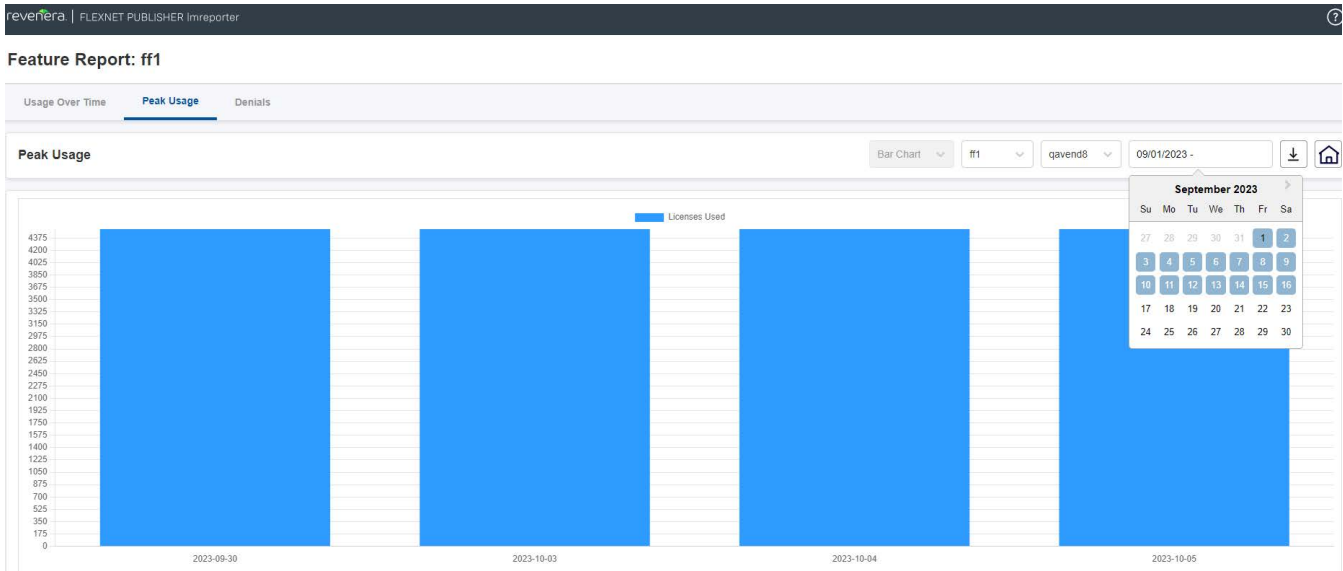 revenera. | FLEXNET PUBLISHER lmreporter
?
Feature Report: ff1
Usage Over Time Peak Usage Denials
Peak Usage
Bar Chart ff1 qavend8 09/01/2023 -
September 2023
Su Mo Tu We Th Fr Sa
27 28 29 30 31 1 2
3 4 5 6 7 8 9
10 11 12 13 14 15 16
17 18 19 20 21 22 23
24 25 26 27 28 29 30
Licenses Used
4375
4200
4025
3850
3675
3500
3325
3150
2975
2800
2625
2450
2275
2100
1925
1750
1575
1400
1225
1050
875
700
525
350
175
0
2023-09-30 2023-10-03 2023-10-04 2023-10-05